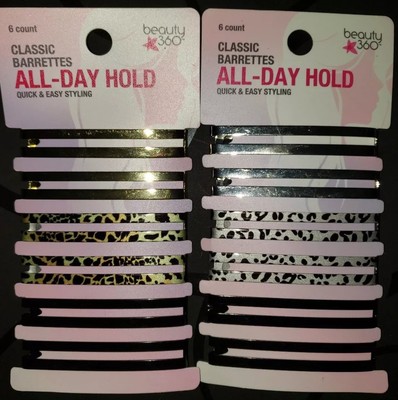 6 count
beauty
360°
CLASSIC
BARRETTES
ALL-DAY HOLD
QUICK & EASY STYLING
6 count
beauty
360°
CLASSIC
BARRETTES
ALL-DAY HOLD
QUICK & EASY STYLING